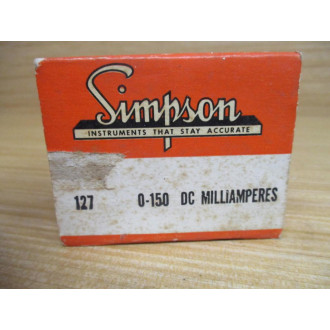 Simpson
INSTRUMENTS THAT STAY ACCURATE
127 0-150 DC MILLIAMPERES